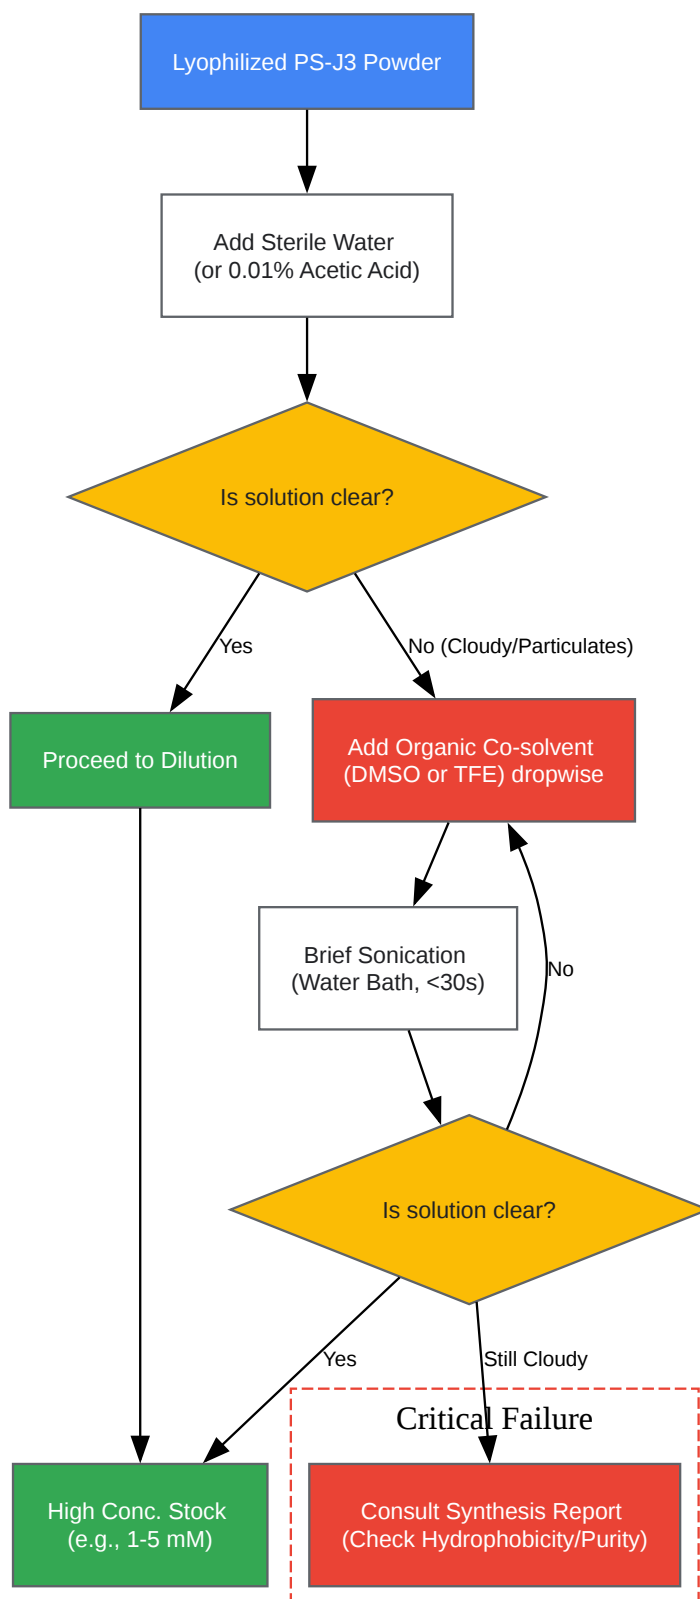 Lyophilized PS-J3 Powder
Add Sterile Water
(or 0.01% Acetic Acid)
Is solution clear?
Yes
No (Cloudy/Particulates)
Proceed to Dilution
Add Organic Co-solvent
(DMSO or TFE) dropwise
Brief Sonication
(Water Bath, <30s)
No
Is solution clear?
Yes
Still Cloudy
Critical Failure
High Conc. Stock
(e.g., 1-5 mM)
Consult Synthesis Report
(Check Hydrophobicity/Purity)